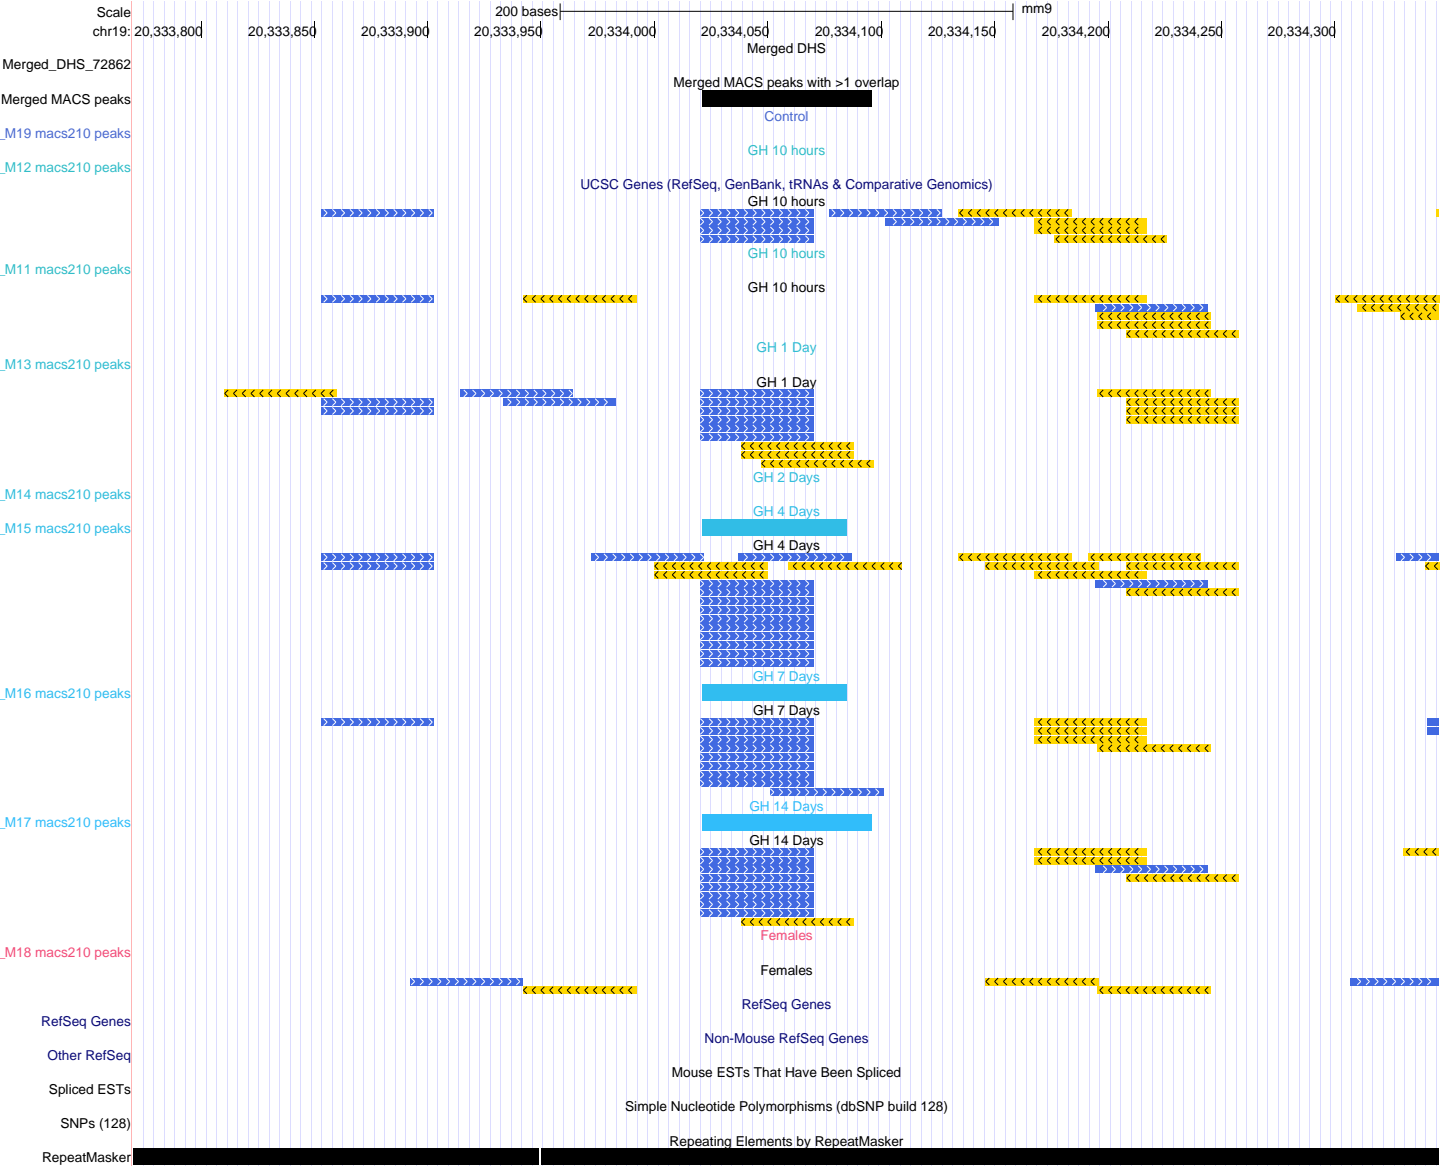 Scale 200 bases mm9
chr19: 20,333,800 20,333,850 20,333,900 20,333,950 20,334,000 20,334,050 20,334,100 20,334,150 20,334,200 20,334,250 20,334,300
Merged DHS
Merged_DHS_72862
Merged MACS peaks with >1 overlap
Merged MACS peaks
Control
_M19 macs210 peaks
GH 10 hours
_M12 macs210 peaks
UCSC Genes (RefSeq, GenBank, tRNAs & Comparative Genomics)
GH 10 hours
GH 10 hours
_M11 macs210 peaks
GH 10 hours
GH 1 Day
_M13 macs210 peaks
GH 1 Day
GH 2 Days
_M14 macs210 peaks
GH 4 Days
_M15 macs210 peaks
GH 4 Days
GH 7 Days
_M16 macs210 peaks
GH 7 Days
GH 14 Days
_M17 macs210 peaks
GH 14 Days
Females
_M18 macs210 peaks
Females
RefSeq Genes
RefSeq Genes
Non-Mouse RefSeq Genes
Other RefSeq
Mouse ESTs That Have Been Spliced
Spliced ESTs
Simple Nucleotide Polymorphisms (dbSNP build 128)
SNPs (128)
Repeating Elements by RepeatMasker
RepeatMasker